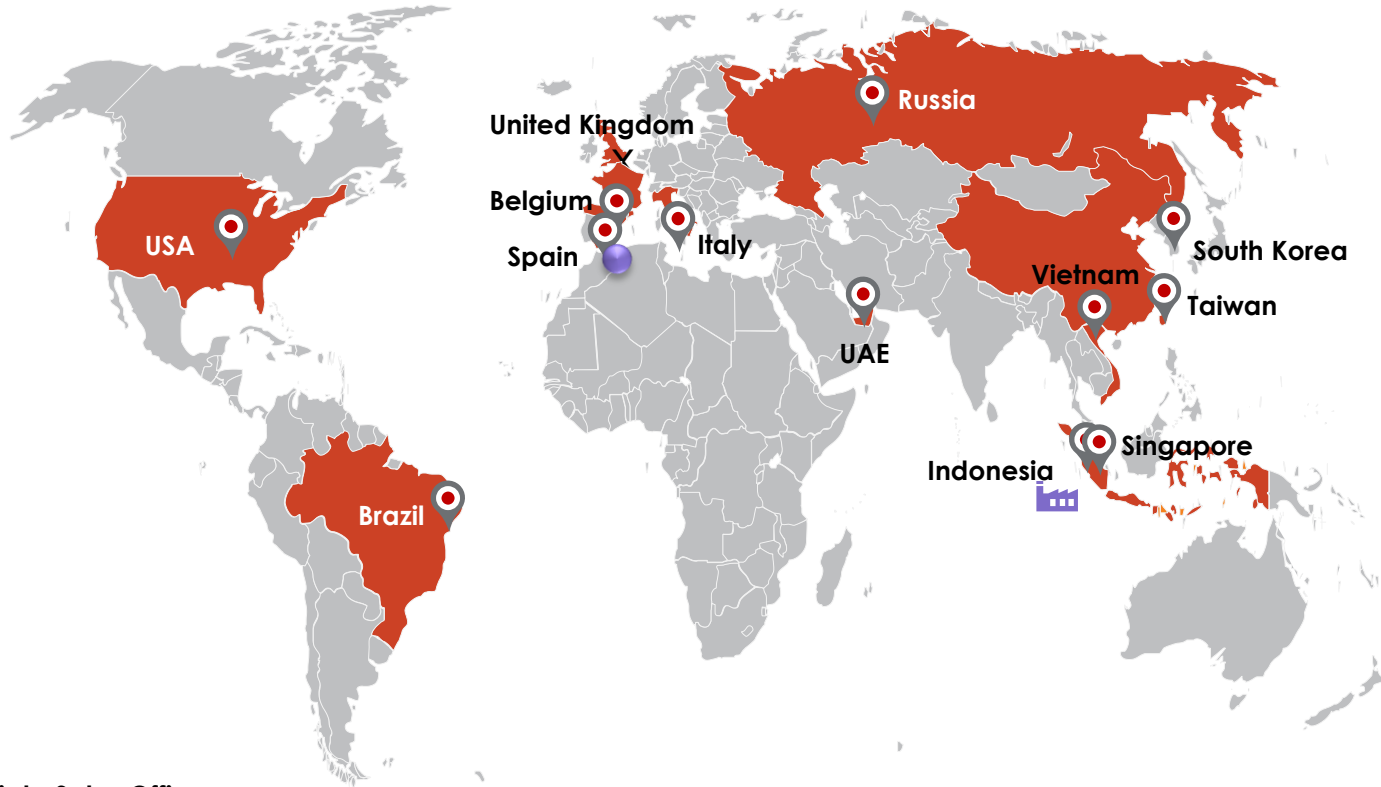 Russia
United Kingdom
Belgium
USA
Italy
South Korea
Spain
Vietnam
Taiwan
UAE
Singapore
Indonesia
Brazil